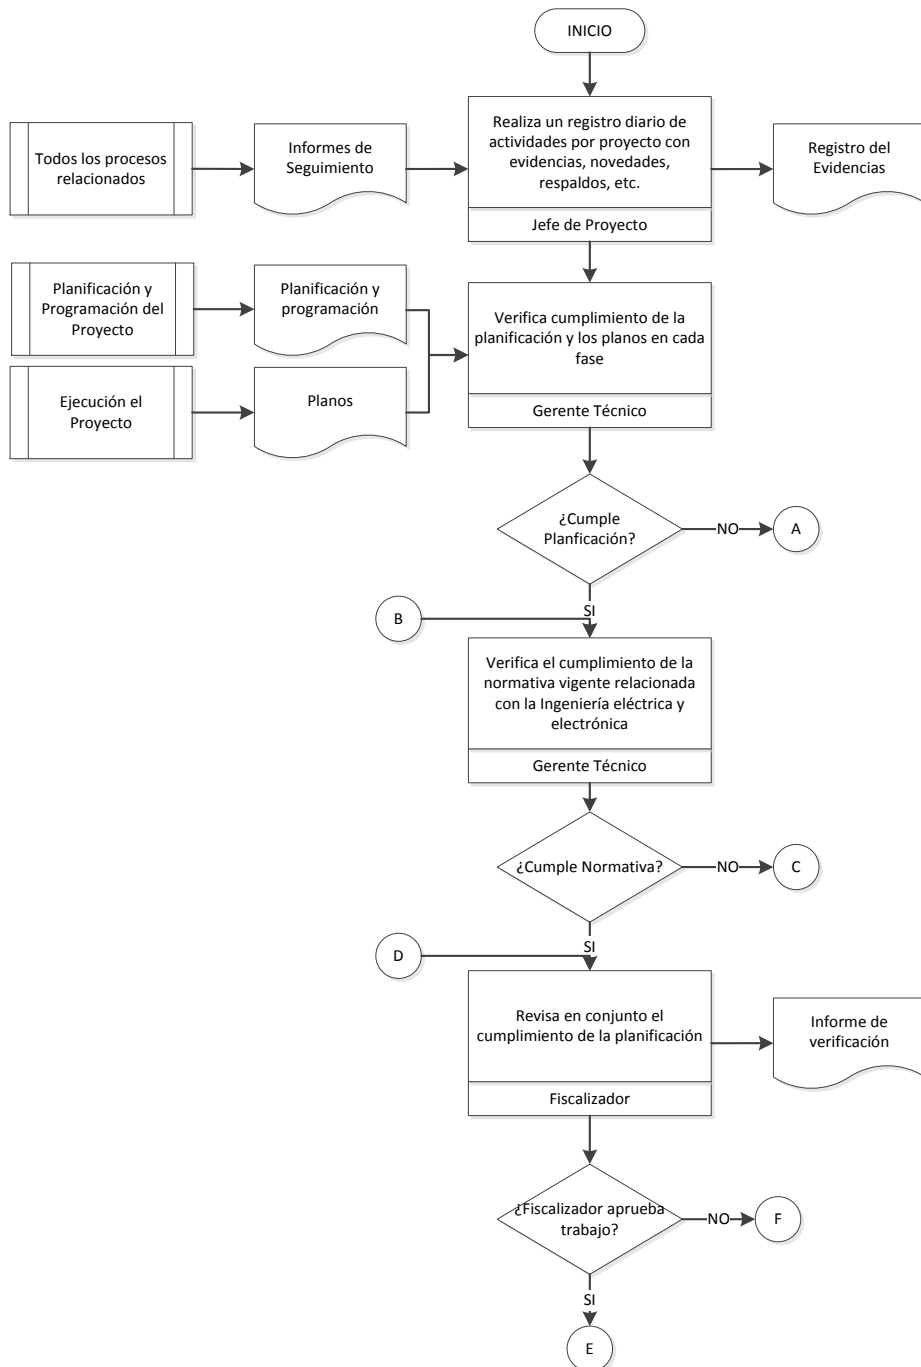 INICIO
Todos los procesos
relacionados
Informes de
Seguimiento
Realiza un registro diario de
actividades por proyecto con
evidencias, novedades,
respaldos, etc.
Jefe de Proyecto
Registro del
Evidencias
Planificación y
Programación del
Proyecto
Planificación y
programación
Verifica cumplimiento de la
planificación y los planos en cada
fase
Gerente Técnico
Ejecución el
Proyecto
Planos
¿Cumple
Planficación?
NO
A
SI
B
Verifica el cumplimiento de la
normativa vigente relacionada
con la Ingeniería eléctrica y
electrónica
Gerente Técnico
¿Cumple Normativa?
NO
C
SI
D
Revisa en conjunto el
cumplimiento de la planificación
Fiscalizador
Informe de
verificación
¿Fiscalizador aprueba
trabajo?
NO
F
SI
E